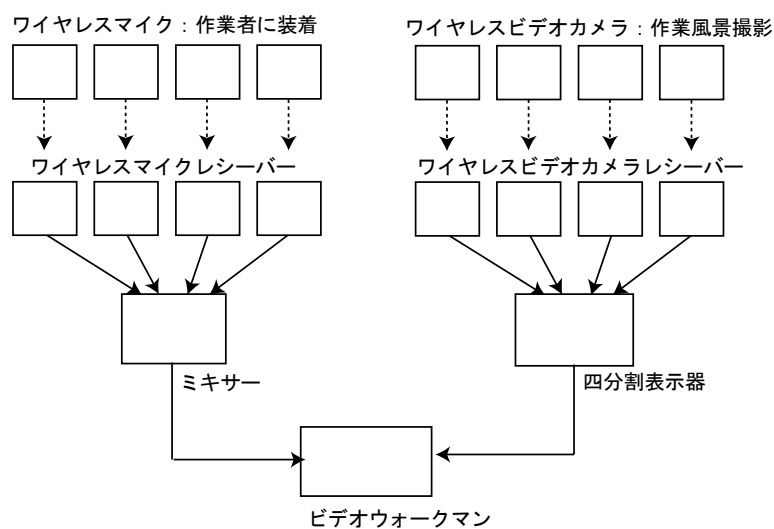 ワイヤレスマイク：作業者に装着
ワイヤレスビデオカメラ：作業風景撮影
ワイヤレスマイクレシーバー
ワイヤレスビデオカメラレシーバー
ミキサー
四分割表示器
ビデオウォークマン